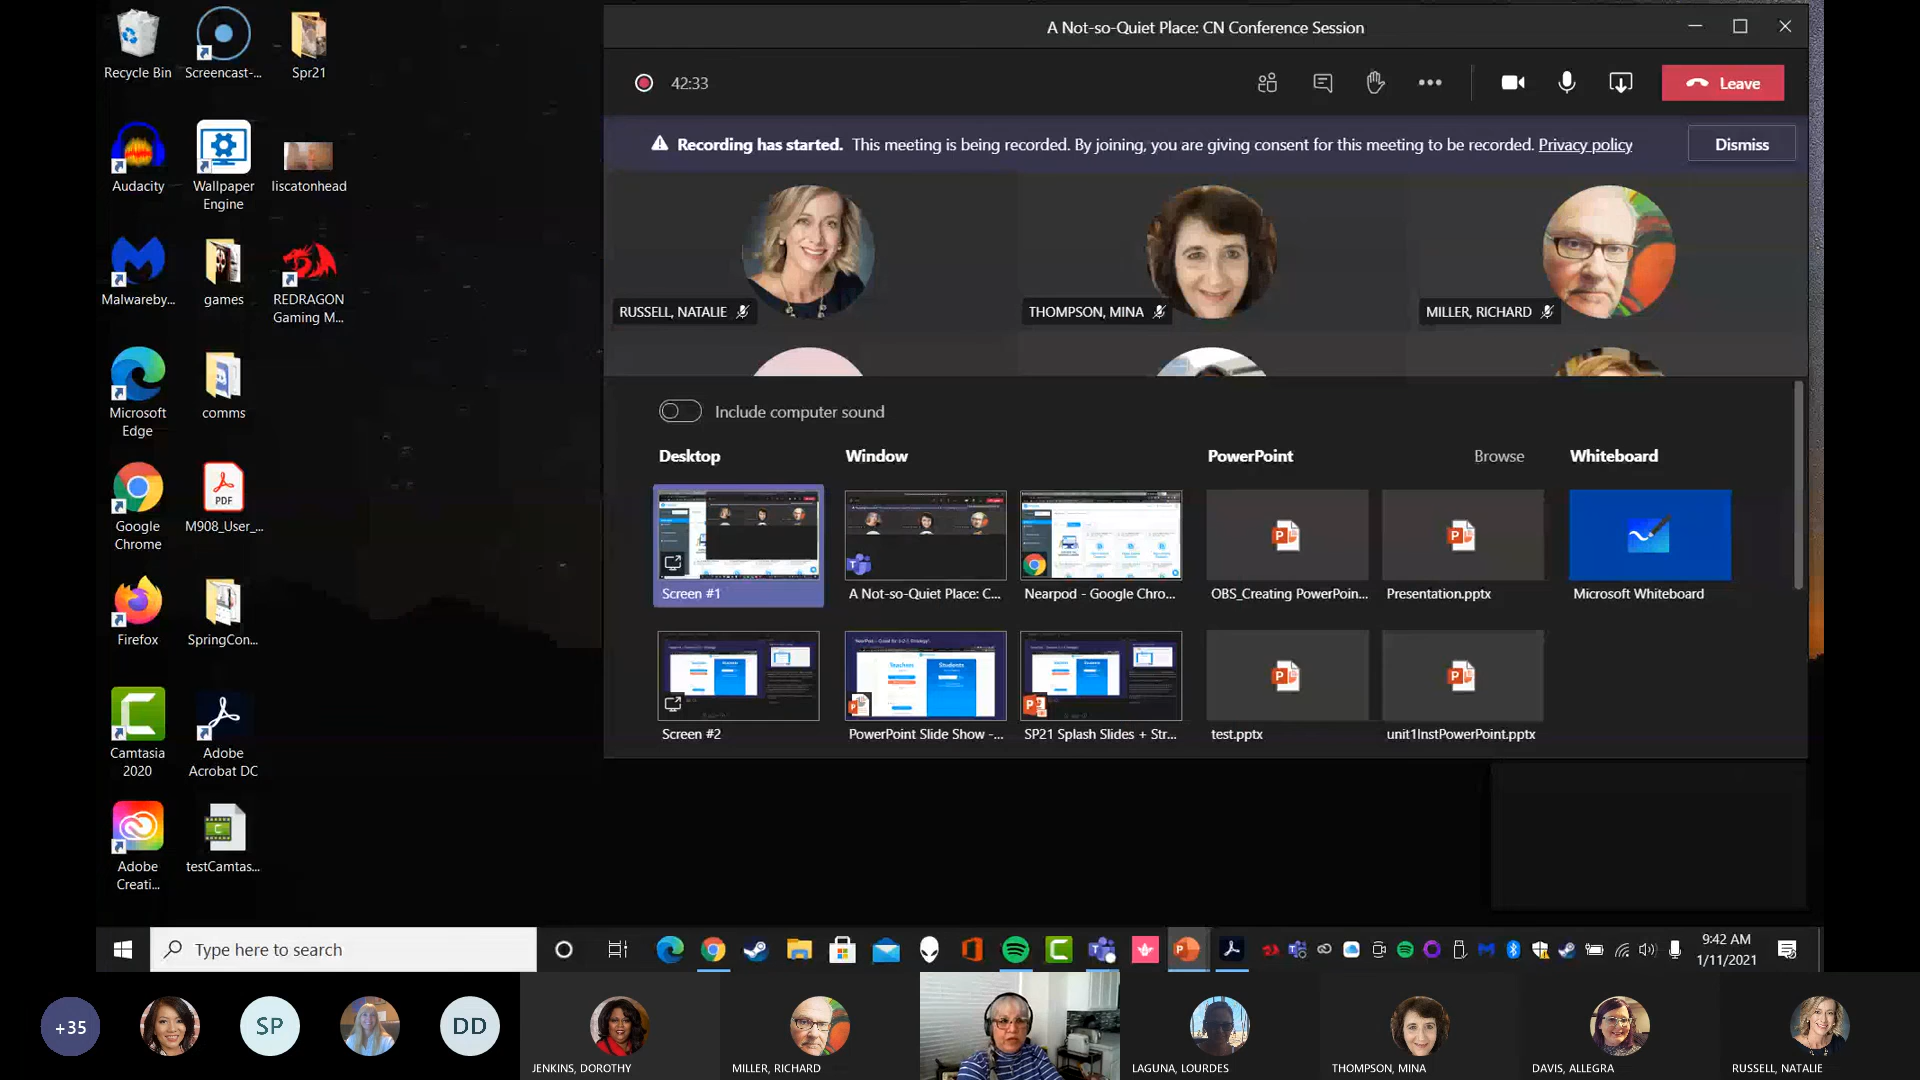 Recycle Bin
Screencast-...
Spr21
Audacity
Wallpaper
Engine
liscatonhead
Malwareby...
games
REDRAGON
Gaming M...
Microsoft
Edge
comms
Google
Chrome
PDF
M908_User_...
Firefox
SpringCon...
Camtasia
2020
Adobe
Acrobat DC
Adobe
Creati...
testCamtas...
A Not-so-Quiet Place: CN Conference Session
42:33
Leave
Recording has started. This meeting is being recorded. By joining, you are giving consent for this meeting to be recorded. Privacy policy
Dismiss
RUSSELL, NATALIE
THOMPSON, MINA
MILLER, RICHARD
Include computer sound
Desktop
Window
PowerPoint
Browse
Whiteboard
Screen #1
A Not-so-Quiet Place: C...
Nearpod - Google Chro...
OBS_Creating PowerPoin...
Presentation.pptx
Microsoft Whiteboard
Teachers
Students
Screen #2
PowerPoint Slide Show -...
SP21 Splash Slides + Str...
test.pptx
unit1InstPowerPoint.pptx
Type here to search
9:42 AM
1/11/2021
+35
SP
DD
JENKINS, DOROTHY
MILLER, RICHARD
LAGUNA, LOURDES
THOMPSON, MINA
DAVIS, ALLEGRA
RUSSELL, NATALIE